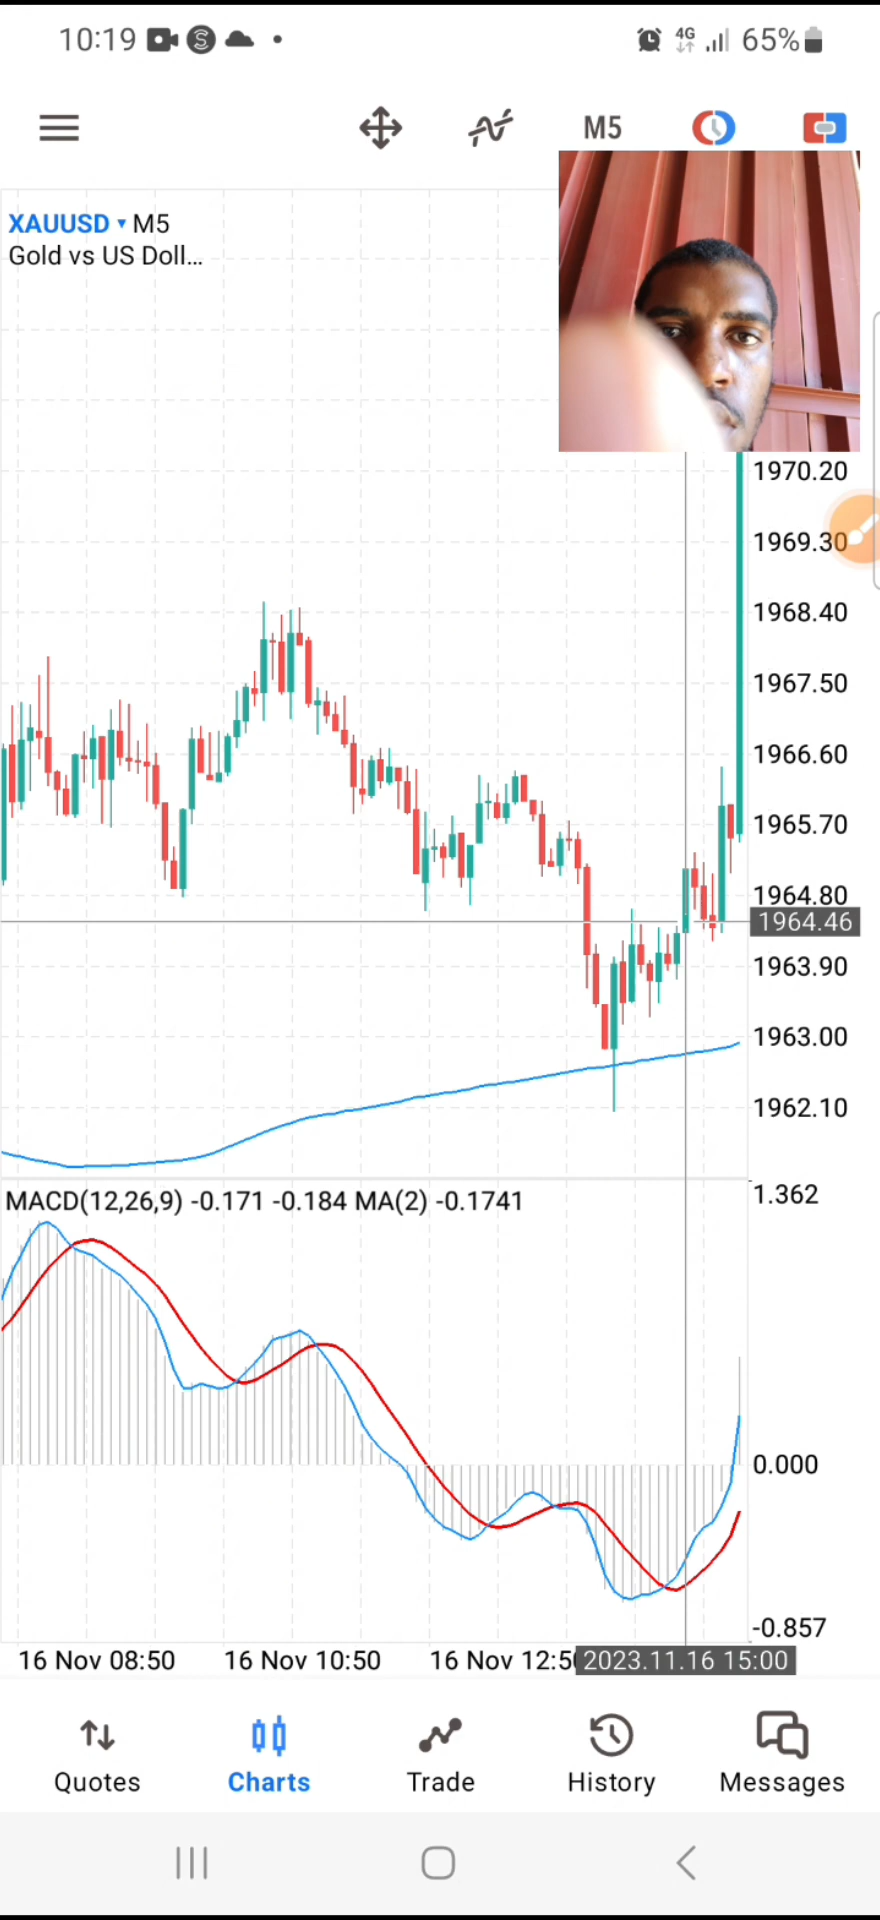 10:19 4G 65%
M5
XAUUSD M5
Gold vs US Doll...
1970.20
1969.30
1968.40
1967.50
1966.60
1965.70
1964.80
1964.46
1963.90
1963.00
1962.10
MACD(12,26,9) -0.171 -0.184 MA(2) -0.1741
1.362
0.000
-0.857
16 Nov 08:50 16 Nov 10:50 16 Nov 12:50 2023.11.16 15:00
Quotes Charts Trade History Messages